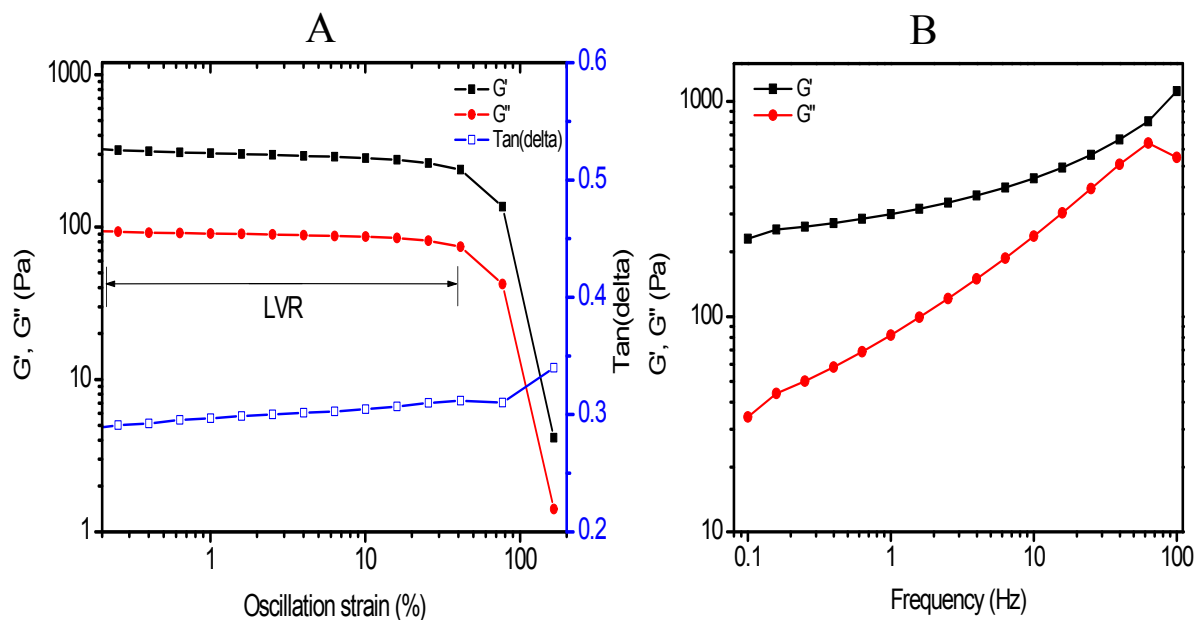 A
B
1000
100
10
1
G', G'' (Pa)
0.6
0.5
0.4
0.3
0.2
Tan(delta)
G'
G''
Tan(delta)
LVR
1
10
100
Oscillation strain (%)
1000
100
10
G', G'' (Pa)
G'
G''
0.1
1
10
100
Frequency (Hz)